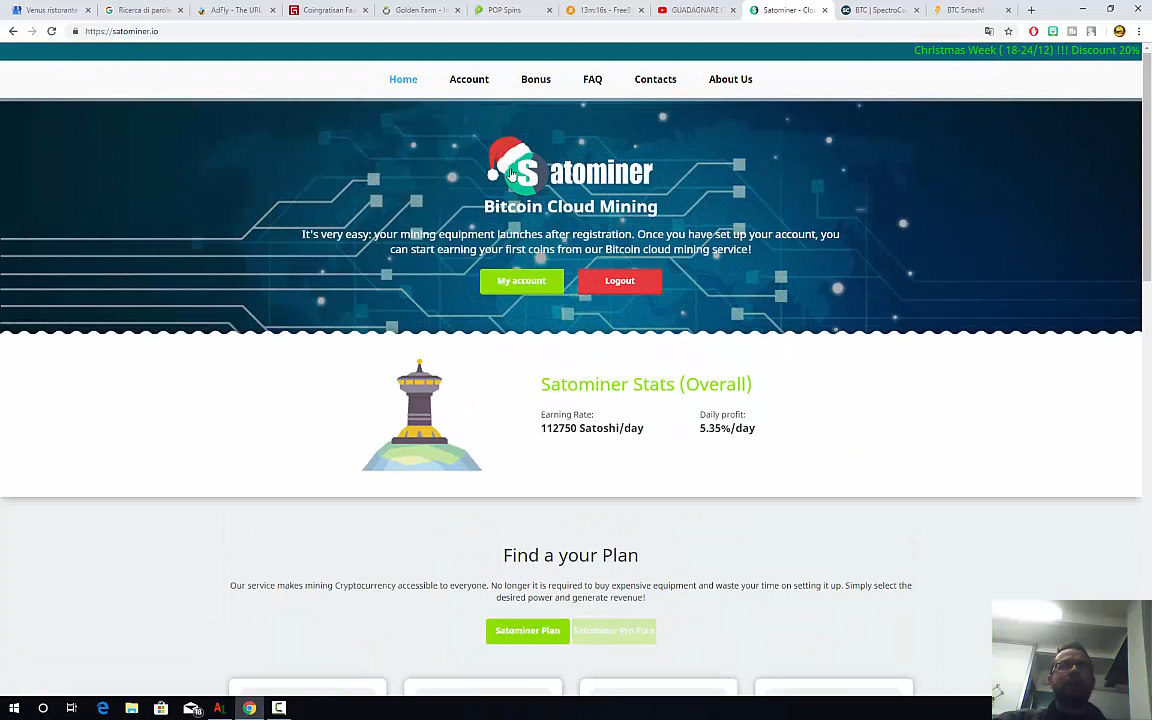 Venus ristorante
Ricerca di parole
AdFly - The URL
Coingratisan Fau
Golden Farm - I
POP Spins
13m:16s - FreeB
GUADAGNARE
Satominer - Clo
BTC | SpectroCo
BTC Smash!
https://satominer.io
Christmas Week ( 18-24/12) !!! Discount 20%
Home Account Bonus FAQ Contacts About Us
Satominer
Bitcoin Cloud Mining
It's very easy: your mining equipment launches after registration. Once you have set up your account, you
can start earning your first coins from our Bitcoin cloud mining service!
My account Logout
Satominer Stats (Overall)
Earning Rate: Daily profit:
112750 Satoshi/day 5.35%/day
Find a your Plan
Our service makes mining Cryptocurrency accessible to everyone. No longer it is required to buy expensive equipment and waste your time on setting it up. Simply select the
desired power and generate revenue!
Satominer Plan Satominer Pro Plan